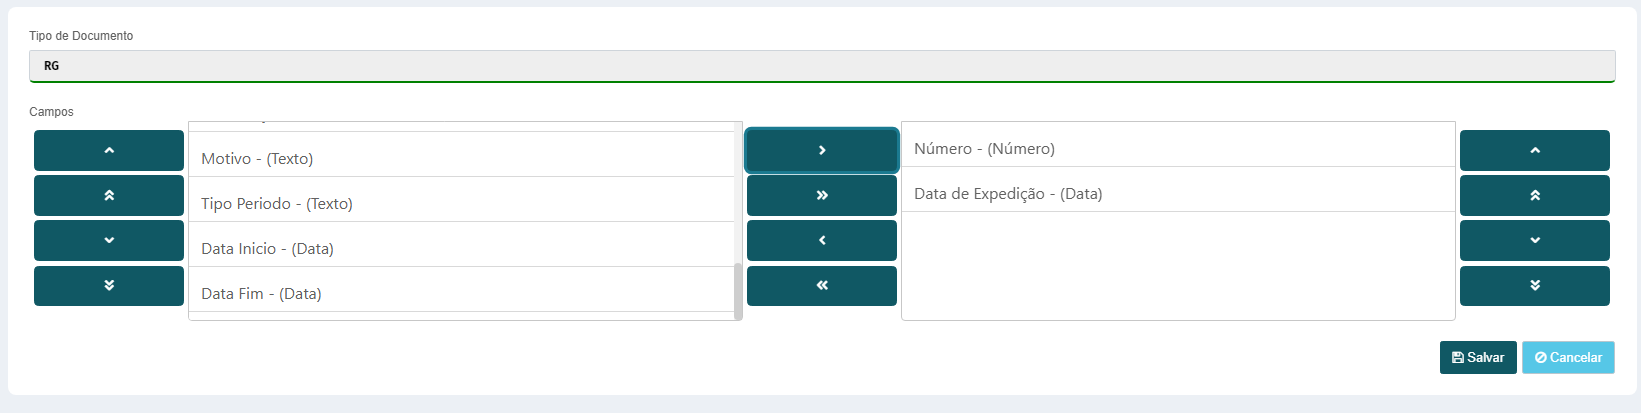 Tipo de Documento
RG
Campos
Motivo - (Texto)
Tipo Periodo - (Texto)
Data Inicio - (Data)
Data Fim - (Data)
Número - (Número)
Data de Expedição - (Data)
Salvar
Cancelar